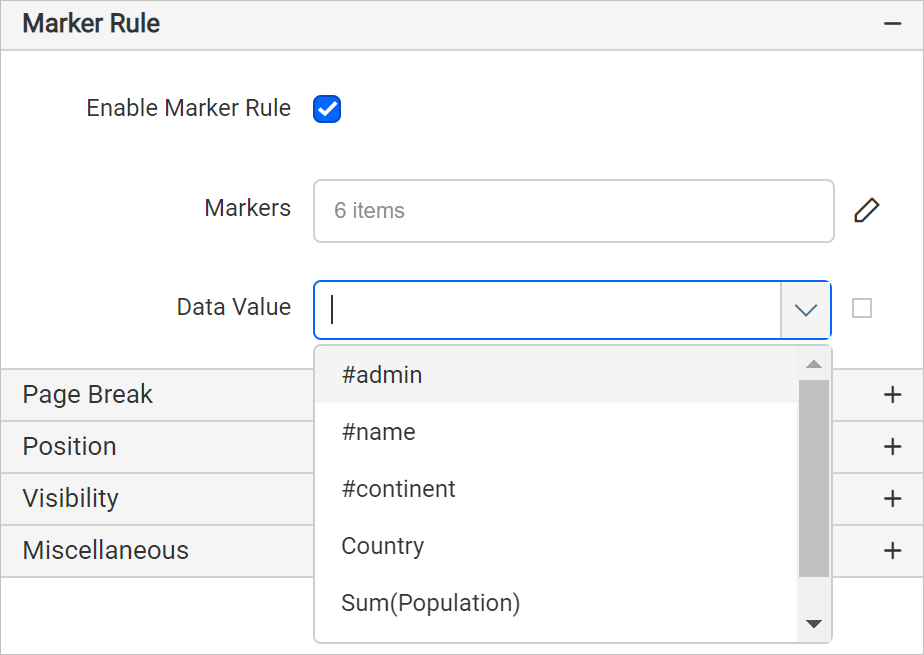 Marker Rule
Enable Marker Rule
Markers
6 items
Data Value
#admin
#name
#continent
Country
Sum(Population)
Page Break
Position
Visibility
Miscellaneous